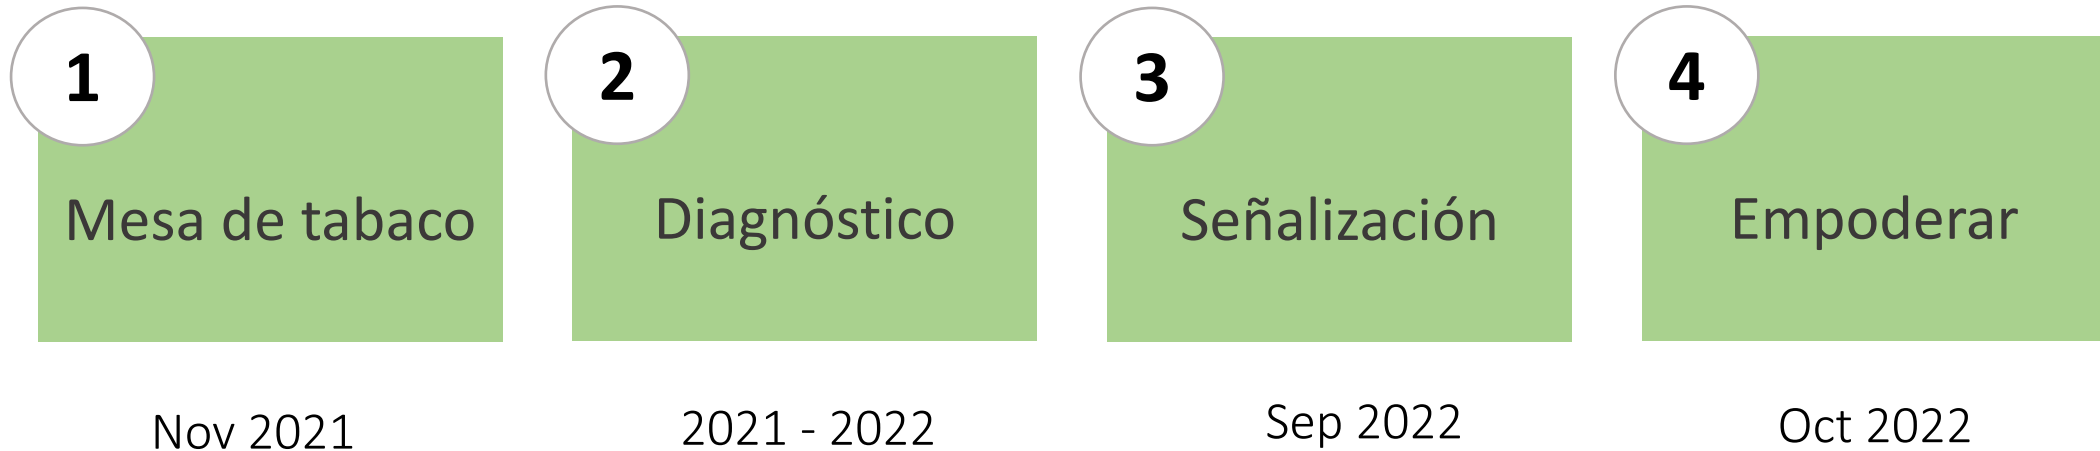 1
Mesa de tabaco
Nov 2021
2
Diagnóstico
2021 - 2022
3
Señalización
Sep 2022
4
Empoderar
Oct 2022